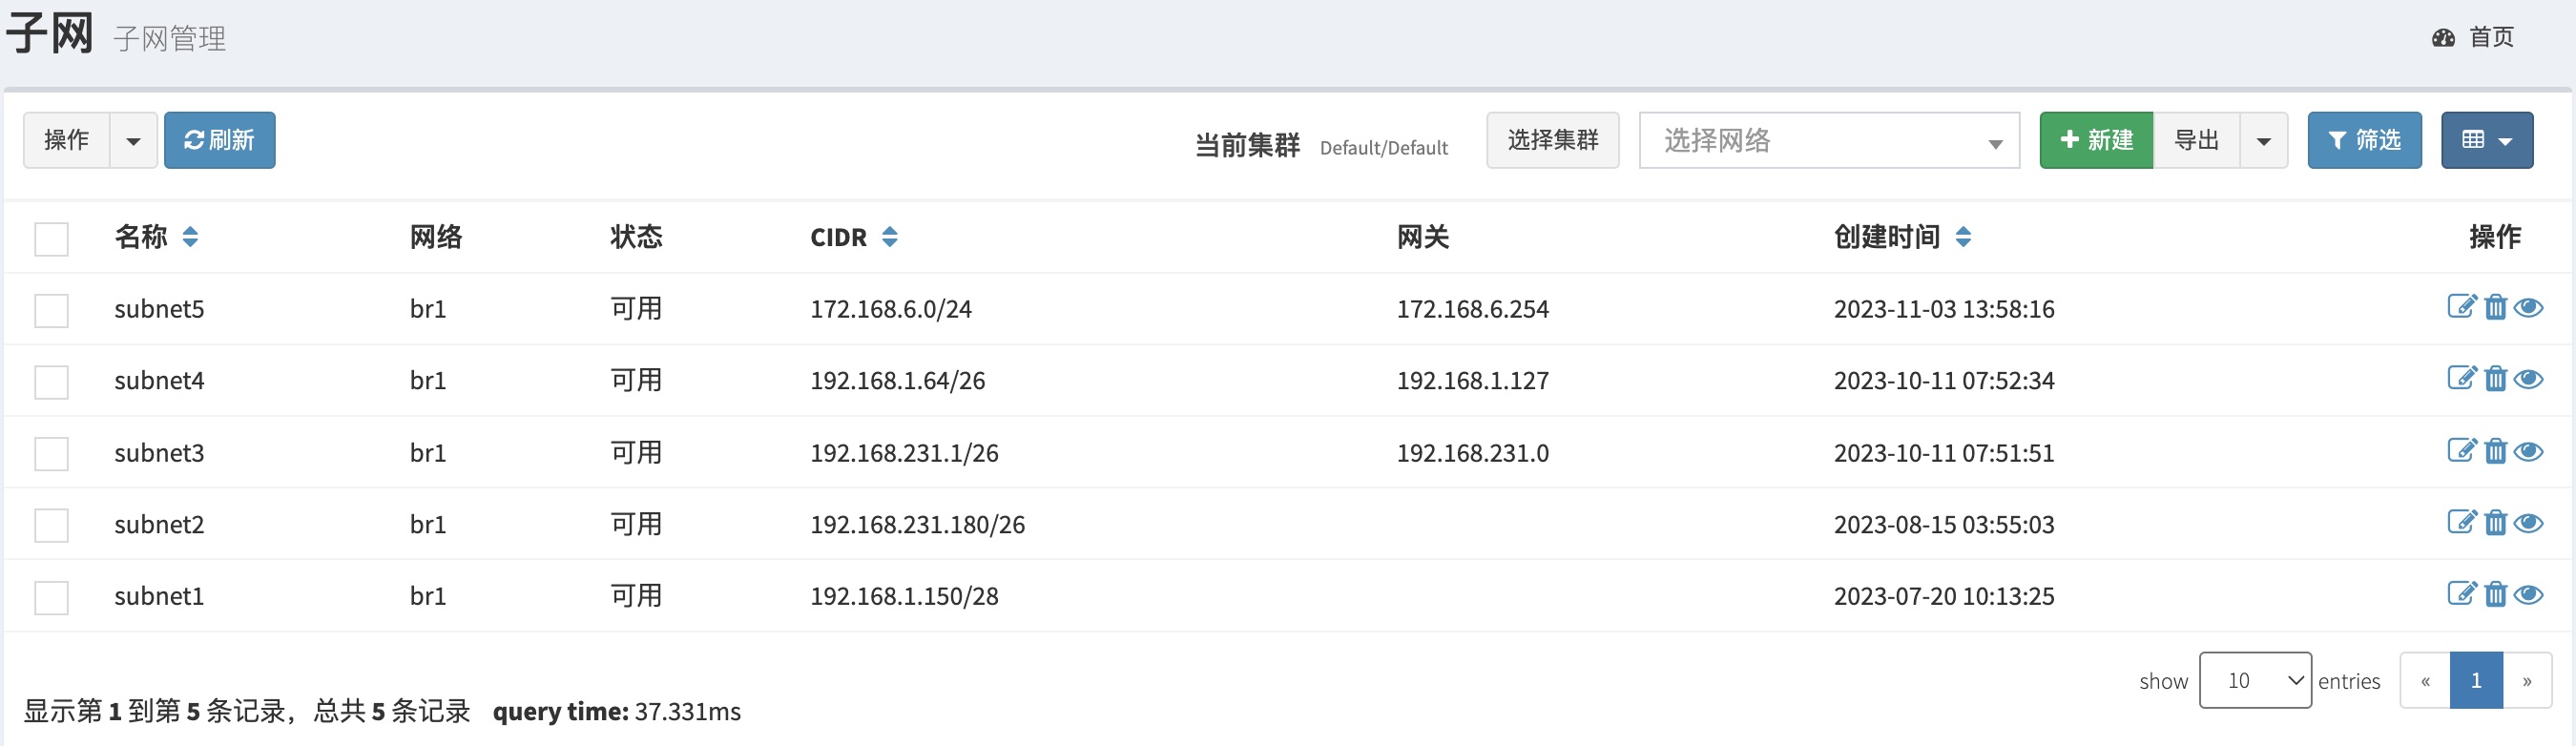 子网 子网管理 首页
操作 刷新 当前集群 Default/Default 选择集群 选择网络 新建 导出 筛选
名称 网络 状态 CIDR 网关 创建时间 操作
subnet5 br1 可用 172.168.6.0/24 172.168.6.254 2023-11-03 13:58:16
subnet4 br1 可用 192.168.1.64/26 192.168.1.127 2023-10-11 07:52:34
subnet3 br1 可用 192.168.231.1/26 192.168.231.0 2023-10-11 07:51:51
subnet2 br1 可用 192.168.231.180/26 2023-08-15 03:55:03
subnet1 br1 可用 192.168.1.150/28 2023-07-20 10:13:25
show 10 entries « 1 »
显示第 1 到第 5 条记录，总共 5 条记录 query time: 37.331ms